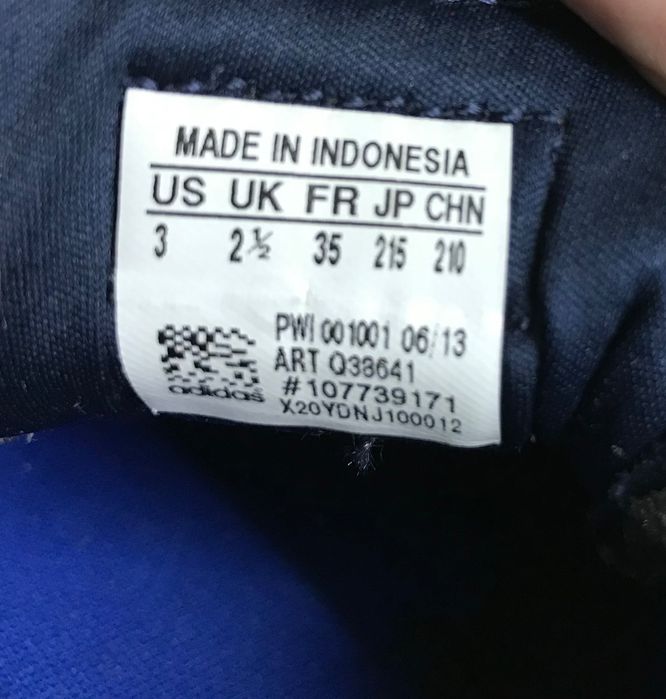 MADE IN INDONESIA
US UK FR JP CHN
3 2½ 35 215 210
PWI 001001 06/13
ART Q38641
#107739171
X20YDNJ100012
adidas